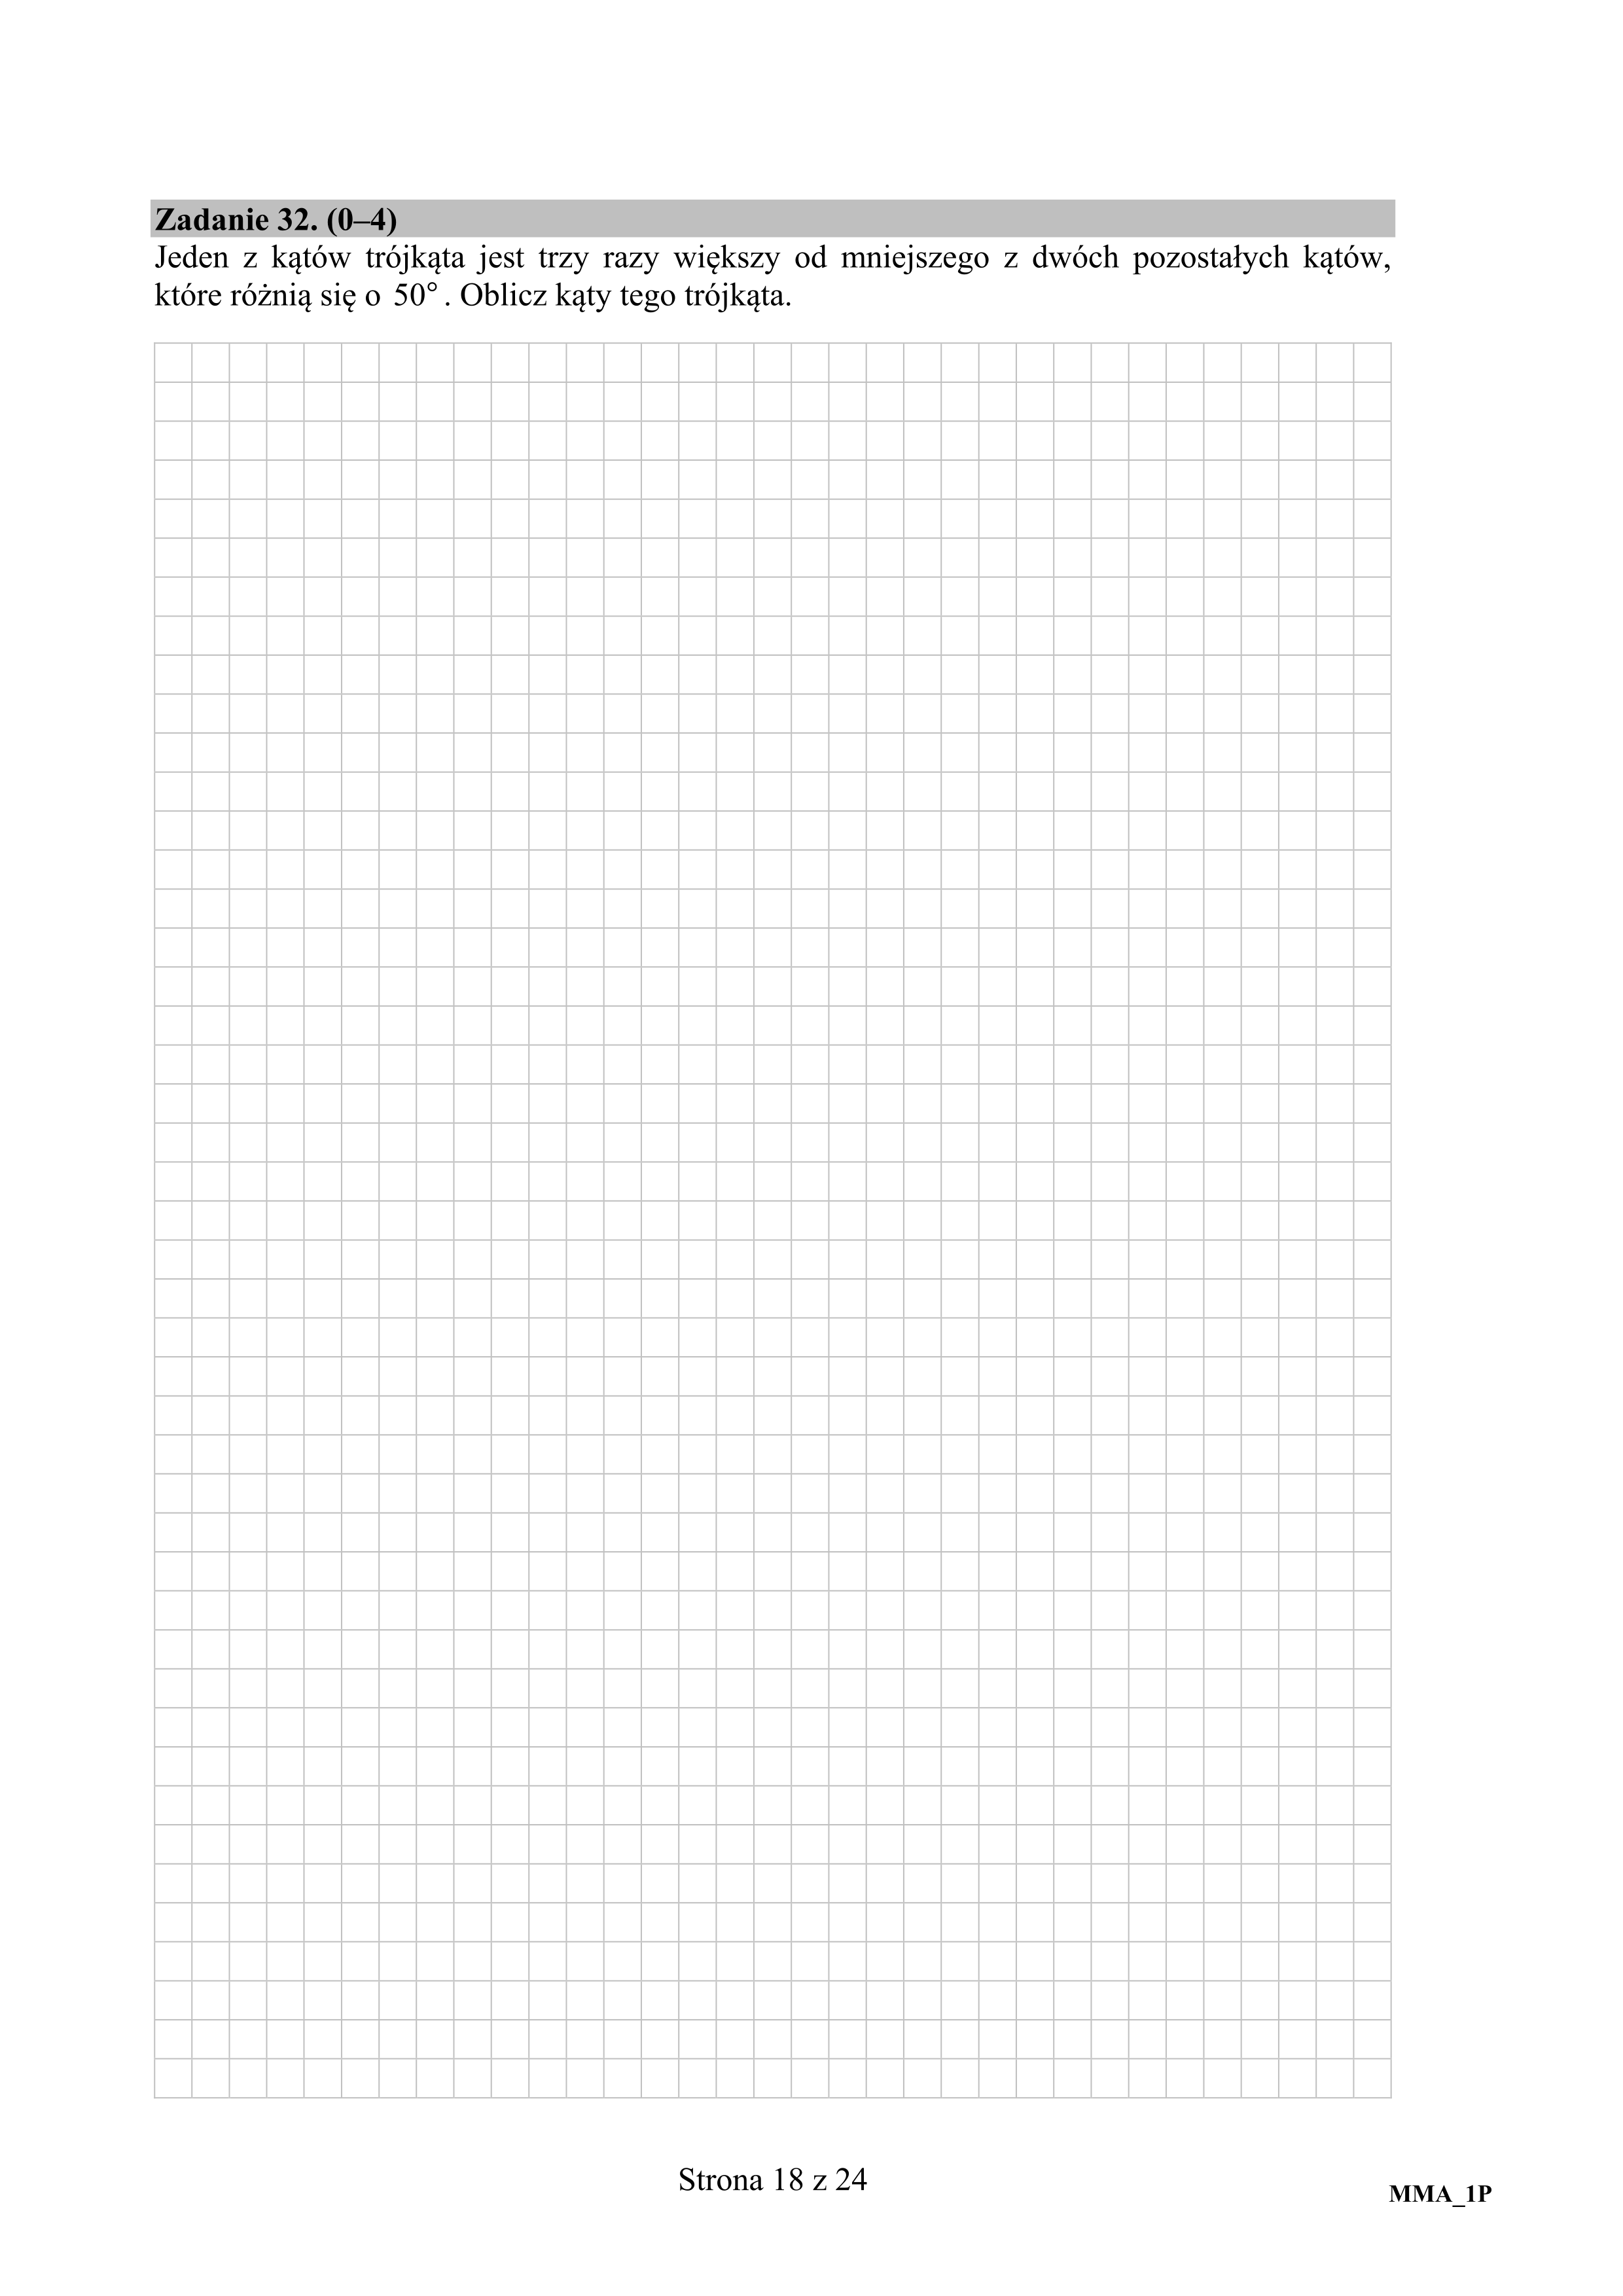 Zadanie 32. (0–4)
Jeden z kątów trójkąta jest trzy razy większy od mniejszego z dwóch pozostałych kątów,
które różnią się o 50° . Oblicz kąty tego trójkąta.
Strona 18 z 24
MMA_1P